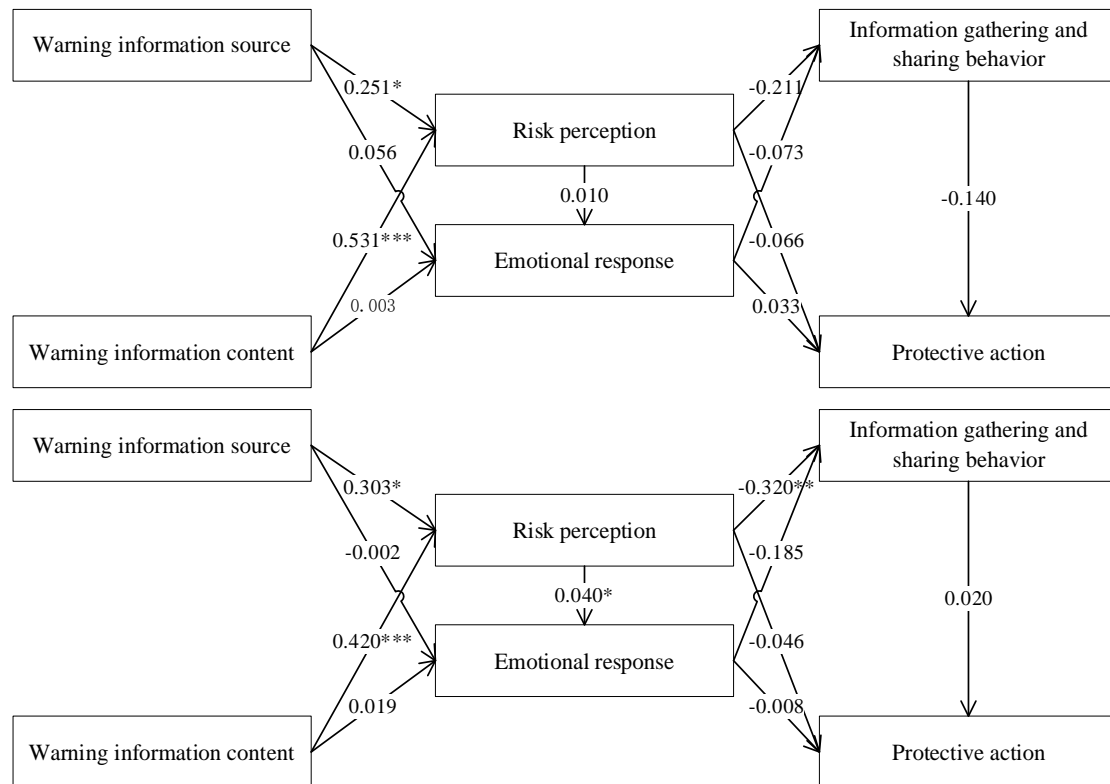 Warning information source
Information gathering and
sharing behavior
0.251*
-0.211
Risk perception
0.056
-0.073
0.010
-0.140
0.531***
Emotional response
-0.066
0.003
0.033
Warning information content
Protective action
Warning information source
Information gathering and
sharing behavior
0.303*
-0.320**
Risk perception
-0.002
-0.185
0.040*
0.020
0.420***
Emotional response
-0.046
0.019
-0.008
Warning information content
Protective action